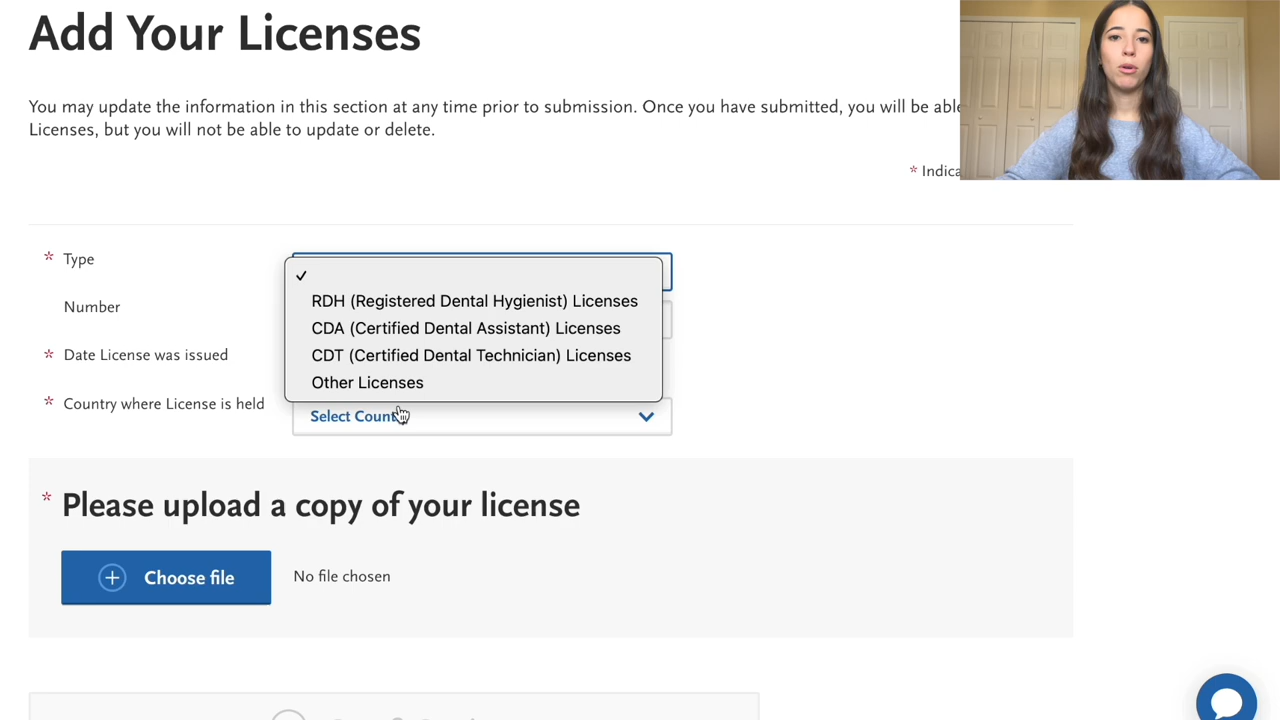 Add Your Licenses
You may update the information in this section at any time prior to submission. Once you have submitted, you will be able
Licenses, but you will not be able to update or delete.
* Indica
* Type
✓
RDH (Registered Dental Hygienist) Licenses
Number
CDA (Certified Dental Assistant) Licenses
* Date License was issued
CDT (Certified Dental Technician) Licenses
Other Licenses
* Country where License is held
Select Count
* Please upload a copy of your license
+ Choose file
No file chosen